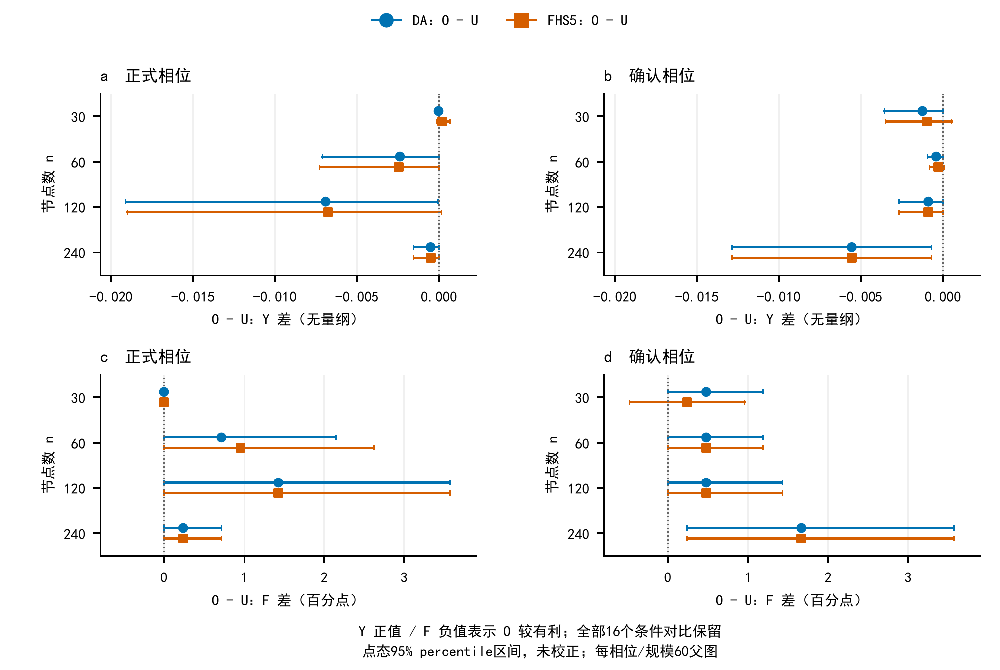 DA: O - U
FHS5: O - U
a 正式相位
30
60
120
240
节点数 n
-0.020 -0.015 -0.010 -0.005 0.000
O - U: Y 差（无量纲）
b 确认相位
30
60
120
240
节点数 n
-0.020 -0.015 -0.010 -0.005 0.000
O - U: Y 差（无量纲）
c 正式相位
30
60
120
240
节点数 n
0 1 2 3
O - U: F 差（百分点）
d 确认相位
30
60
120
240
节点数 n
0 1 2 3
O - U: F 差（百分点）
Y 正值 / F 负值表示 O 较有利；全部16个条件对比保留
点态95% percentile区间，未校正；每相位/规模60父图